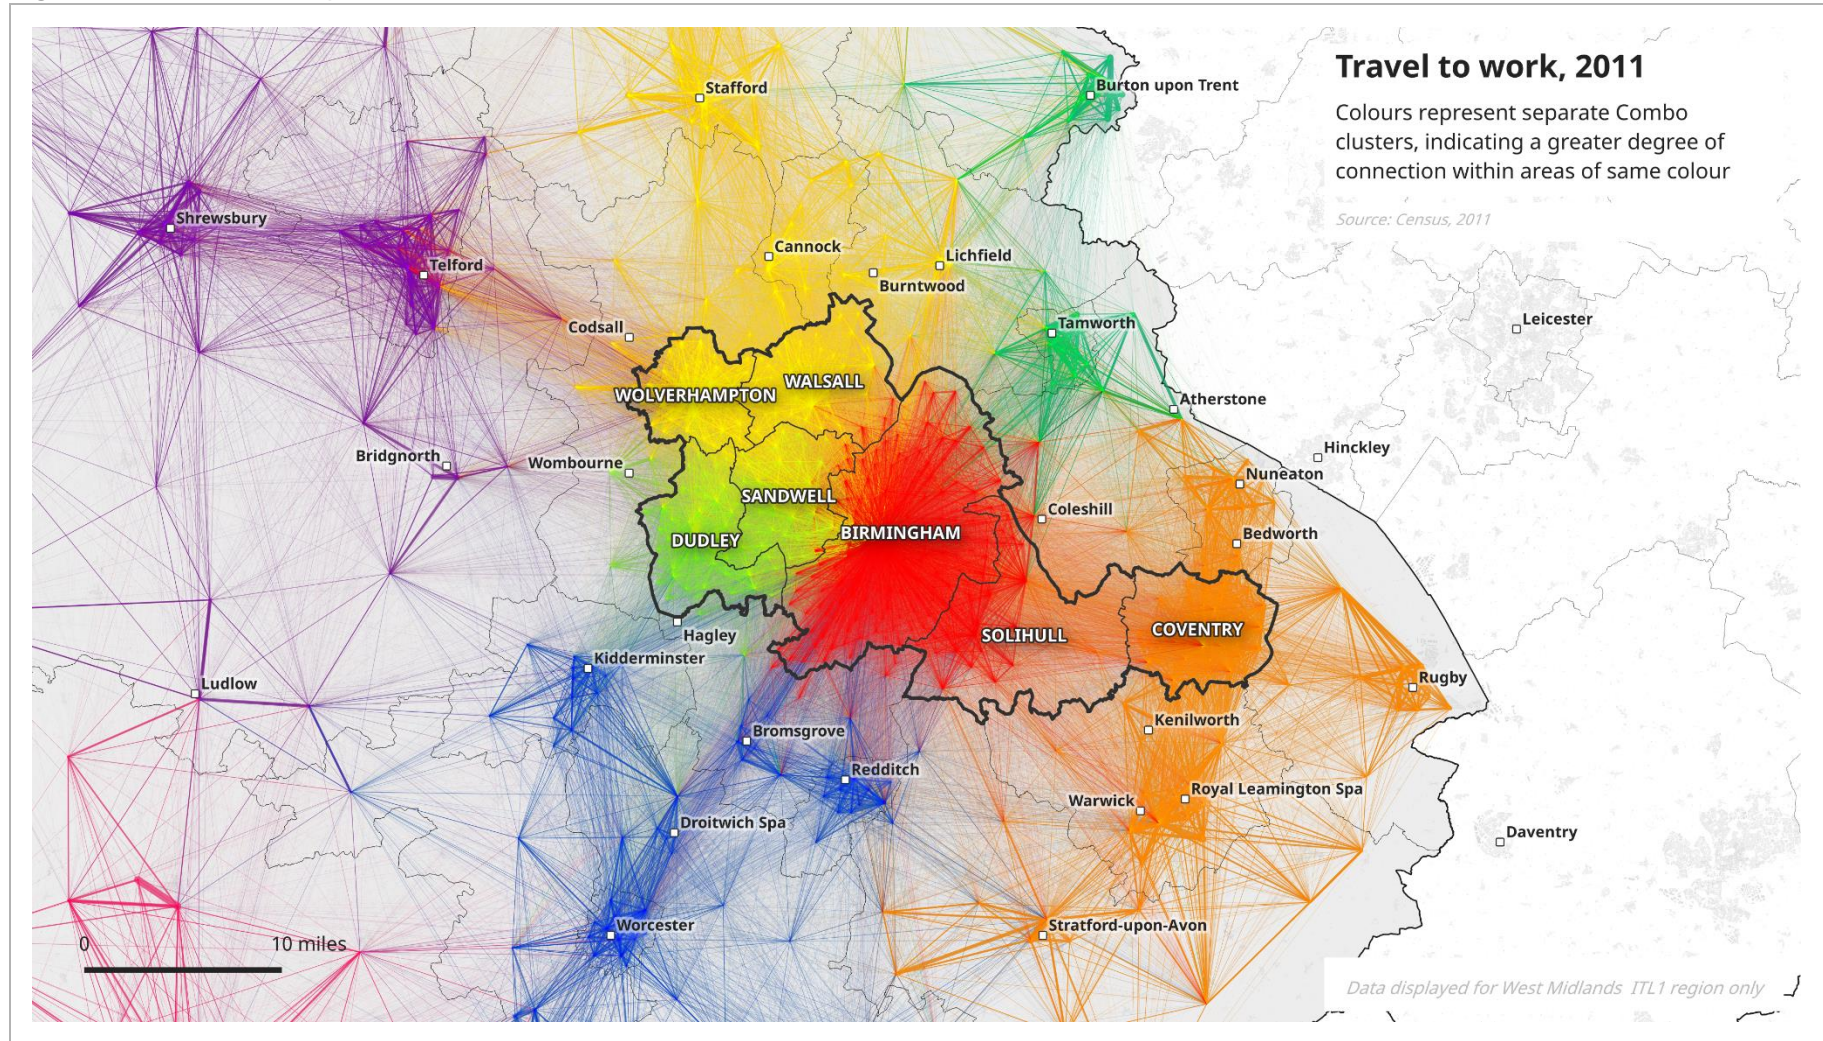 Travel to work, 2011
Colours represent separate Combo
clusters, indicating a greater degree of
connection within areas of same colour
Source: Census, 2011
Stafford
Burton upon Trent
Shrewsbury
Telford
Cannock
Lichfield
Burntwood
Codsall
Tamworth
Leicester
WOLVERHAMPTON
WALSALL
Atherstone
Bridgnorth
Wombourne
Hinckley
Nuneaton
SANDWELL
Coleshill
DUDLEY
BIRMINGHAM
Bedworth
Hagley
SOLIHULL
COVENTRY
Kidderminster
Ludlow
Rugby
Bromsgrove
Kenilworth
Redditch
Royal Leamington Spa
Warwick
Droitwich Spa
Daventry
Worcester
Stratford-upon-Avon
0 10 miles
Data displayed for West Midlands ITL1 region only